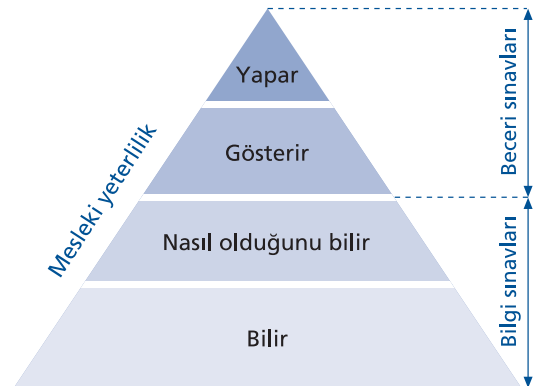 Yapar
Gösterir
Nasıl olduğunu bilir
Bilir
Mesleki yeterlilik
Beceri sınavları
Bilgi sınavları